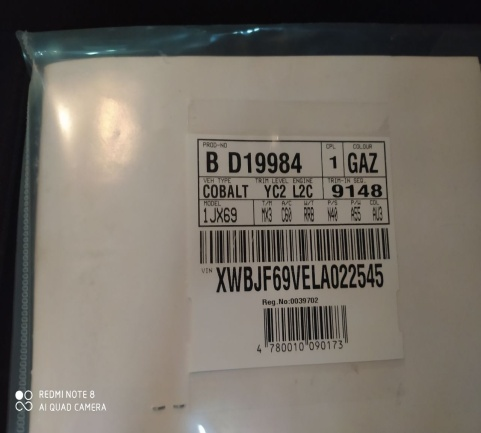 PROD-NO CPL COLOUR
B D19984 1 GAZ
VEH TYPE TRIM LEVEL ENGINE TRIM-IN SEQ.
COBALT YC2 L2C 9148
MODEL T/M A/C W/T P/S P/W COL
1JX69 MX3 C60 RRB N40 A55 AU3
VIN XWBJF69VELA022545
Reg.No:0039702
4 780010 090173
REDMI NOTE 8
AI QUAD CAMERA